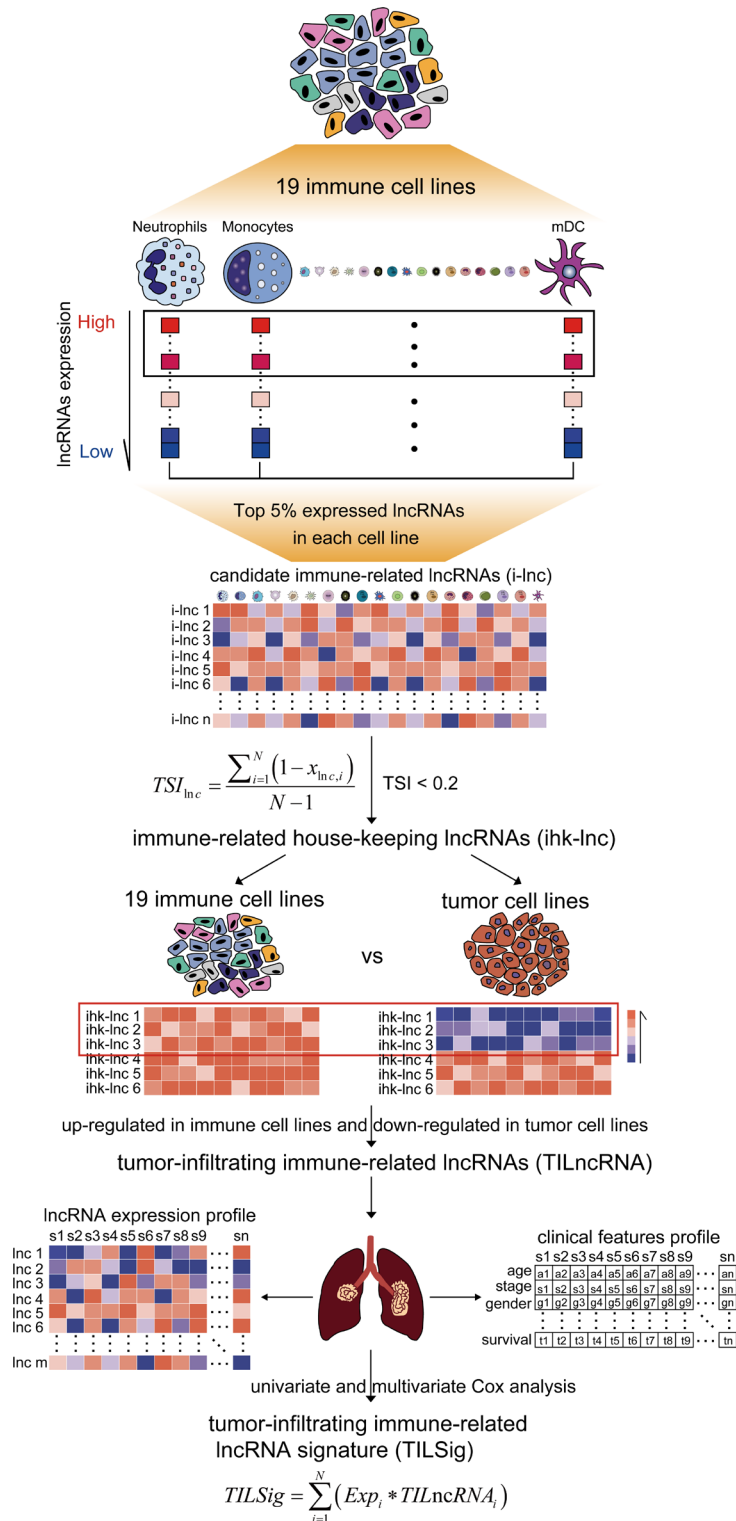 19 immune cell lines
Neutrophils Monocytes mDC
lncRNAs expression
High
Low
Top 5% expressed lncRNAs
in each cell line
candidate immune-related lncRNAs (i-lnc)
i-lnc 1
i-lnc 2
i-lnc 3
i-lnc 4
i-lnc 5
i-lnc 6
i-lnc n
TSI_{lnc} = \frac{\sum_{i=1}^{N}(1-x_{lnc,i})}{N-1}
TSI < 0.2
immune-related house-keeping lncRNAs (ihk-lnc)
19 immune cell lines
tumor cell lines
vs
ihk-lnc 1
ihk-lnc 2
ihk-lnc 3
ihk-lnc 4
ihk-lnc 5
ihk-lnc 6
ihk-lnc 1
ihk-lnc 2
ihk-lnc 3
ihk-lnc 4
ihk-lnc 5
ihk-lnc 6
up-regulated in immune cell lines and down-regulated in tumor cell lines
tumor-infiltrating immune-related lncRNAs (TILncRNA)
lncRNA expression profile
s1 s2 s3 s4 s5 s6 s7 s8 s9 ··· sn
lnc 1
lnc 2
lnc 3
lnc 4
lnc 5
lnc 6
lnc m
clinical features profile
s1 s2 s3 s4 s5 s6 s7 s8 s9 sn
age a1 a2 a3 a4 a5 a6 a7 a8 a9 ··· an
stage s1 s2 s3 s4 s5 s6 s7 s8 s9 ··· sn
gender g1 g2 g3 g4 g5 g6 g7 g8 g9 ··· gn
survival t1 t2 t3 t4 t5 t6 t7 t8 t9 ··· tn
univariate and multivariate Cox analysis
tumor-infiltrating immune-related
lncRNA signature (TILSig)
TILSig = \sum_{i=1}^{N}(Exp_i * TILncRNA_i)